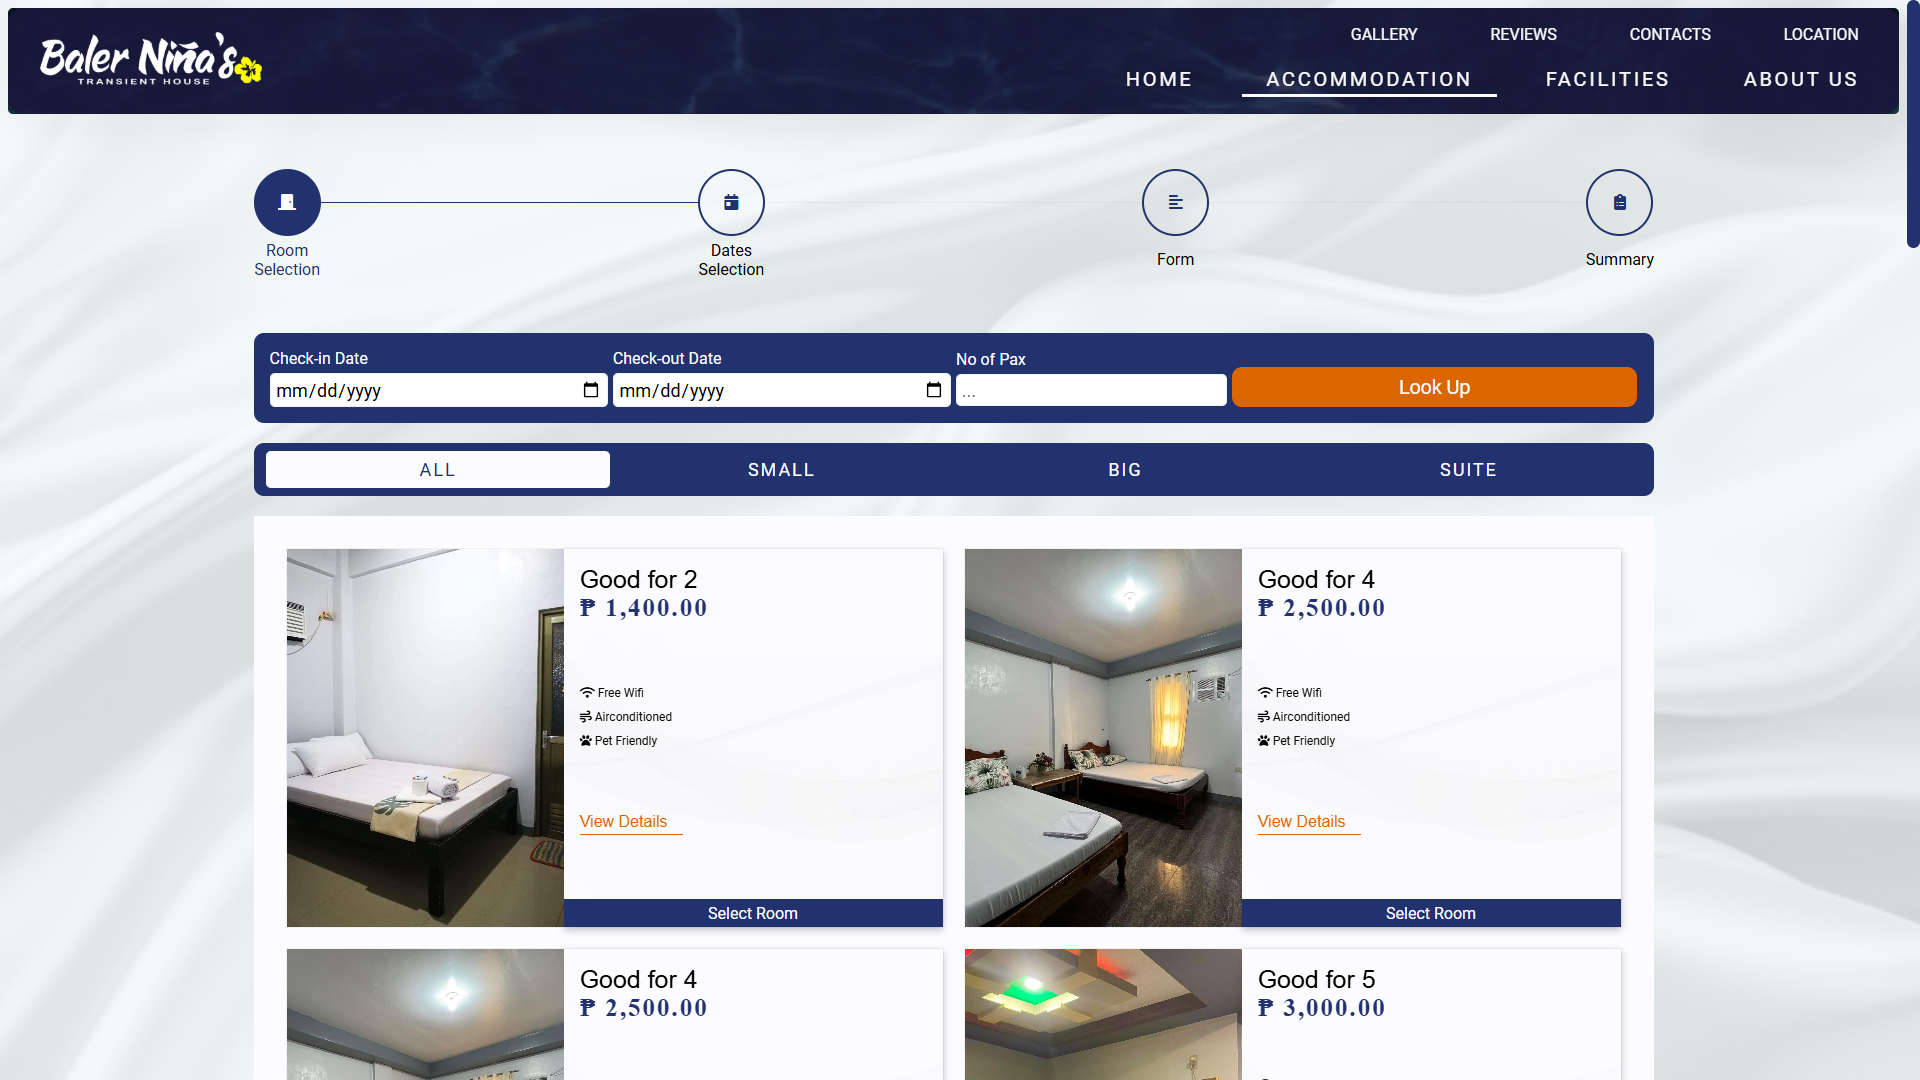 Baler Niña's
TRANSIENT HOUSE
GALLERY
REVIEWS
CONTACTS
LOCATION
HOME
ACCOMMODATION
FACILITIES
ABOUT US
Room
Selection
Dates
Selection
Form
Summary
Check-in Date
Check-out Date
No of Pax
mm/dd/yyyy
mm/dd/yyyy
...
Look Up
ALL
SMALL
BIG
SUITE
Good for 2
₱ 1,400.00
Free Wifi
Airconditioned
Pet Friendly
View Details
Select Room
Good for 4
₱ 2,500.00
Free Wifi
Airconditioned
Pet Friendly
View Details
Select Room
Good for 4
₱ 2,500.00
Good for 5
₱ 3,000.00